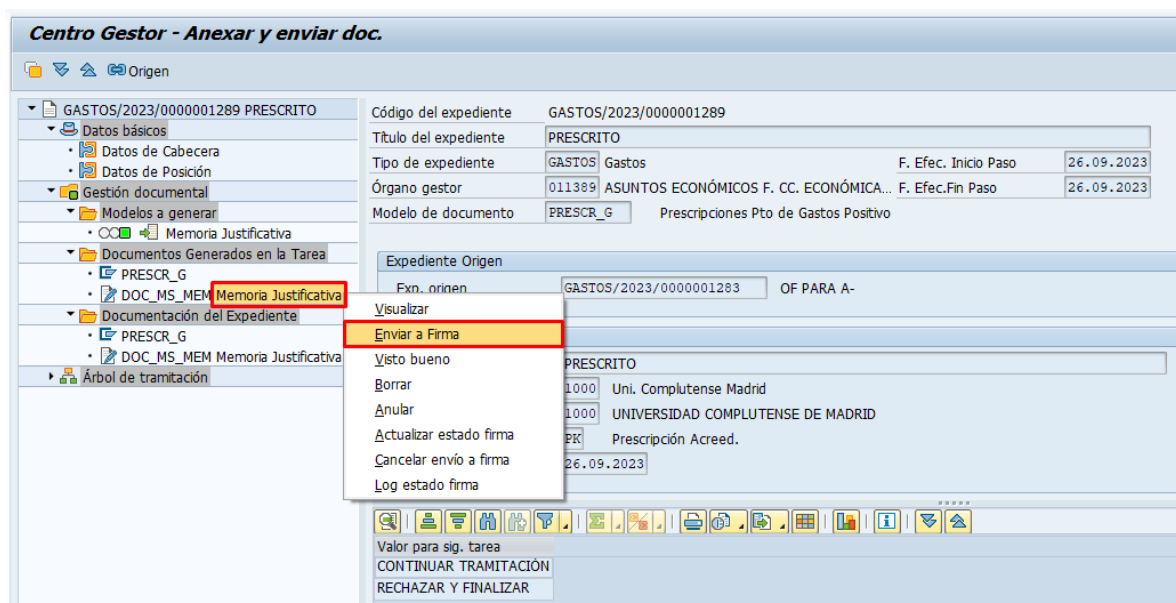 Centro Gestor - Anexar y enviar doc.
Origen
GASTOS/2023/0000001289 PRESCRITO
Datos básicos
Datos de Cabecera
Datos de Posición
Gestión documental
Modelos a generar
Memoria Justificativa
Documentos Generados en la Tarea
PRESCR_G
DOC_MS_MEM Memoria Justificativa
Documentación del Expediente
PRESCR_G
DOC_MS_MEM Memoria Justificativa
Árbol de tramitación
Código del expediente GASTOS/2023/0000001289
Título del expediente PRESCRITO
Tipo de expediente GASTOS Gastos F. Efec. Inicio Paso 26.09.2023
Órgano gestor 011389 ASUNTOS ECONÓMICOS F. CC. ECONÓMICA... F. Efec.Fin Paso 26.09.2023
Modelo de documento PRESCR_G Prescripciones Pto de Gastos Positivo
Expediente Origen
Exp. origen GASTOS/2023/0000001283 OF PARA A-
Visualizar
Enviar a Firma
Visto bueno
Borrar
Anular
Actualizar estado firma
Cancelar envío a firma
Log estado firma
PRESCRITO
1000 Uni. Complutense Madrid
1000 UNIVERSIDAD COMPLUTENSE DE MADRID
PK Prescripción Acreed.
26.09.2023
Valor para sig. tarea
CONTINUAR TRAMITACIÓN
RECHAZAR Y FINALIZAR